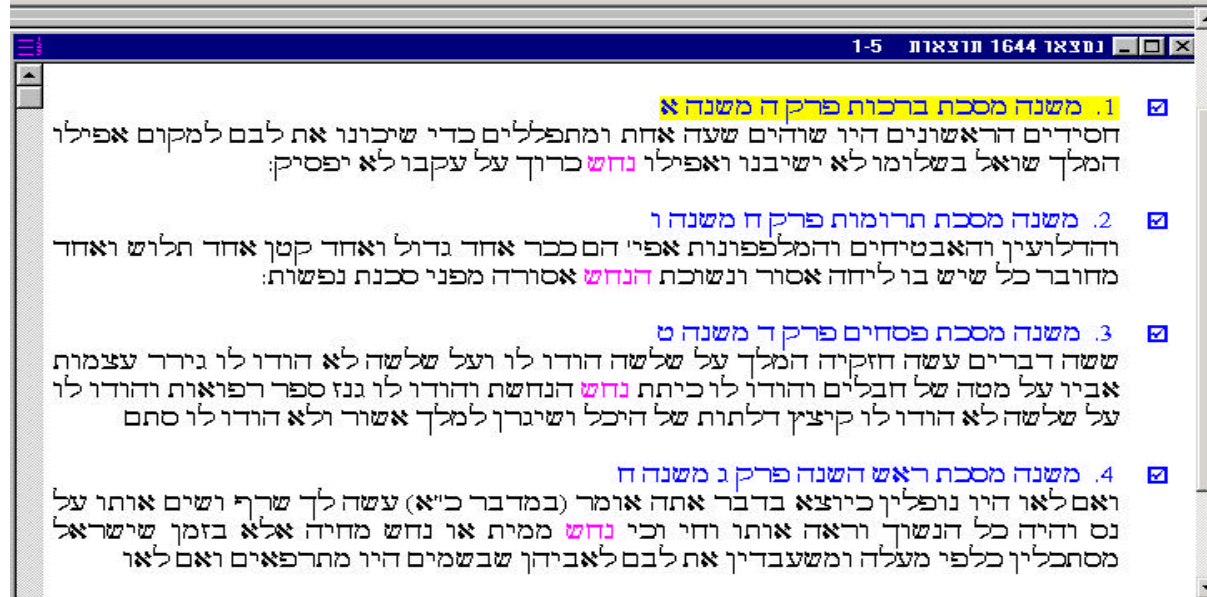 נמצאו 1644 תוצאות 1-5
1. משנה מסכת ברכות פרק ה משנה א
חסידים הראשונים היו שוהים שעה אחת ומתפללים כדי שיכונו את לבם למקום אפילו
המלך שואל בשלומו לא ישיבנו ואפילו נחש כרוך על עקבו לא יפסיק:
2. משנה מסכת תרומות פרק ח משנה ו
והדלועין והאבטיחים והמלפפונות אפי' הם ככר אחד גדול ואחד קטן אחד תלוש ואחד
מחובר כל שיש בו ליחה אסור ונשוכת הנחש אסורה מפני סכנת נפשות:
3. משנה מסכת פסחים פרק ד משנה ט
ששה דברים עשה חזקיה המלך על שלשה הודו לו ועל שלשה לא הודו לו גירר עצמות
אביו על מטה של חבלים והודו לו כיתת נחש הנחשת והודו לו גנז ספר רפואות והודו לו
על שלשה לא הודו לו קיצץ דלתות של היכל ושיגרן למלך אשור ולא הודו לו סתם
4. משנה מסכת ראש השנה פרק ג משנה ח
ואם לאו היו נופלין כיוצא בדבר אתה אומר (במדבר כ"א) עשה לך שרף ושים אותו על
נס והיה כל הנשוך וראה אותו וחי וכי נחש ממית או נחש מחיה אלא בזמן שישראל
מסתכלין כלפי מעלה ומשעבדין את לבם לאביהן שבשמים היו מתרפאים ואם לאו